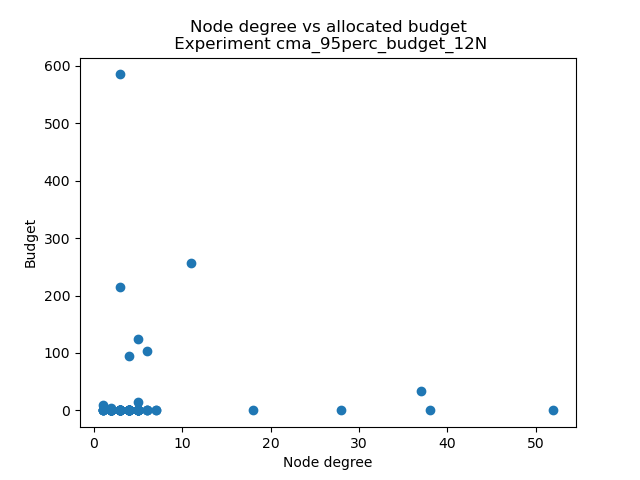 Node degree vs allocated budget
Experiment cma_95perc_budget_12N
600
500
400
300
200
100
0
Budget
0 10 20 30 40 50
Node degree